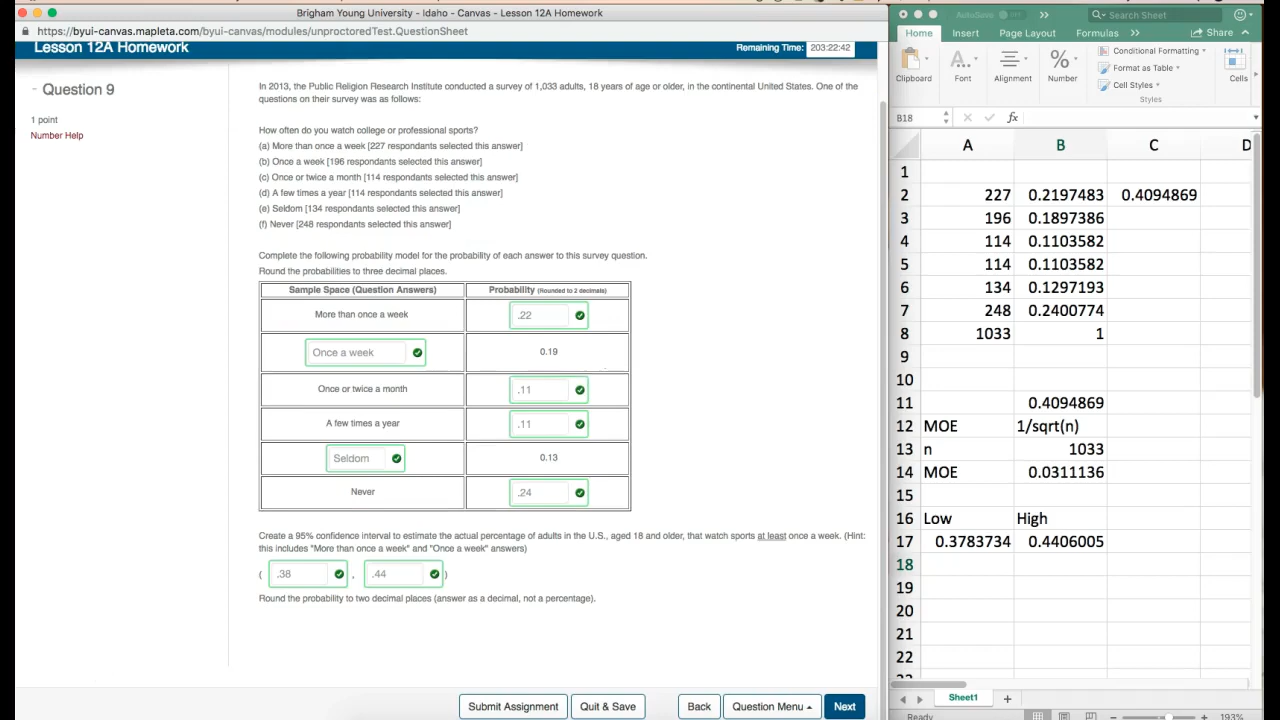 Brigham Young University - Idaho - Canvas - Lesson 12A Homework
https://byui-canvas.mapleta.com/byui-canvas/modules/unproctoredTest.QuestionSheet
Lesson 12A Homework
Remaining Time: 203:22:42
Question 9
1 point
Number Help
In 2013, the Public Religion Research Institute conducted a survey of 1,033 adults, 18 years of age or older, in the continental United States. One of the
questions on their survey was as follows:
How often do you watch college or professional sports?
(a) More than once a week [227 respondents selected this answer]
(b) Once a week [196 respondents selected this answer]
(c) Once or twice a month [114 respondents selected this answer]
(d) A few times a year [114 respondents selected this answer]
(e) Seldom [134 respondents selected this answer]
(f) Never [248 respondents selected this answer]
Complete the following probability model for the probability of each answer to this survey question.
Round the probabilities to three decimal places.
Sample Space (Question Answers) Probability (Rounded to 2 decimals)
More than once a week .22
Once a week 0.19
Once or twice a month .11
A few times a year .11
Seldom 0.13
Never .24
Create a 95% confidence interval to estimate the actual percentage of adults in the U.S., aged 18 and older, that watch sports at least once a week. (Hint:
this includes "More than once a week" and "Once a week" answers)
( .38 , .44 )
Round the probability to two decimal places (answer as a decimal, not a percentage).
Submit Assignment Quit & Save Back Question Menu Next
AutoSave OFF Search Sheet
Home Insert Page Layout Formulas Share
Clipboard Font Alignment Number Conditional Formatting Format as Table Cell Styles Styles Cells
B18 fx
A B C D
1
2 227 0.2197483 0.4094869
3 196 0.1897386
4 114 0.1103582
5 114 0.1103582
6 134 0.1297193
7 248 0.2400774
8 1033 1
9
10
11 0.4094869
12 MOE 1/sqrt(n)
13 n 1033
14 MOE 0.0311136
15
16 Low High
17 0.3783734 0.4406005
18
19
20
21
22
23
Sheet1 +
Ready 193%